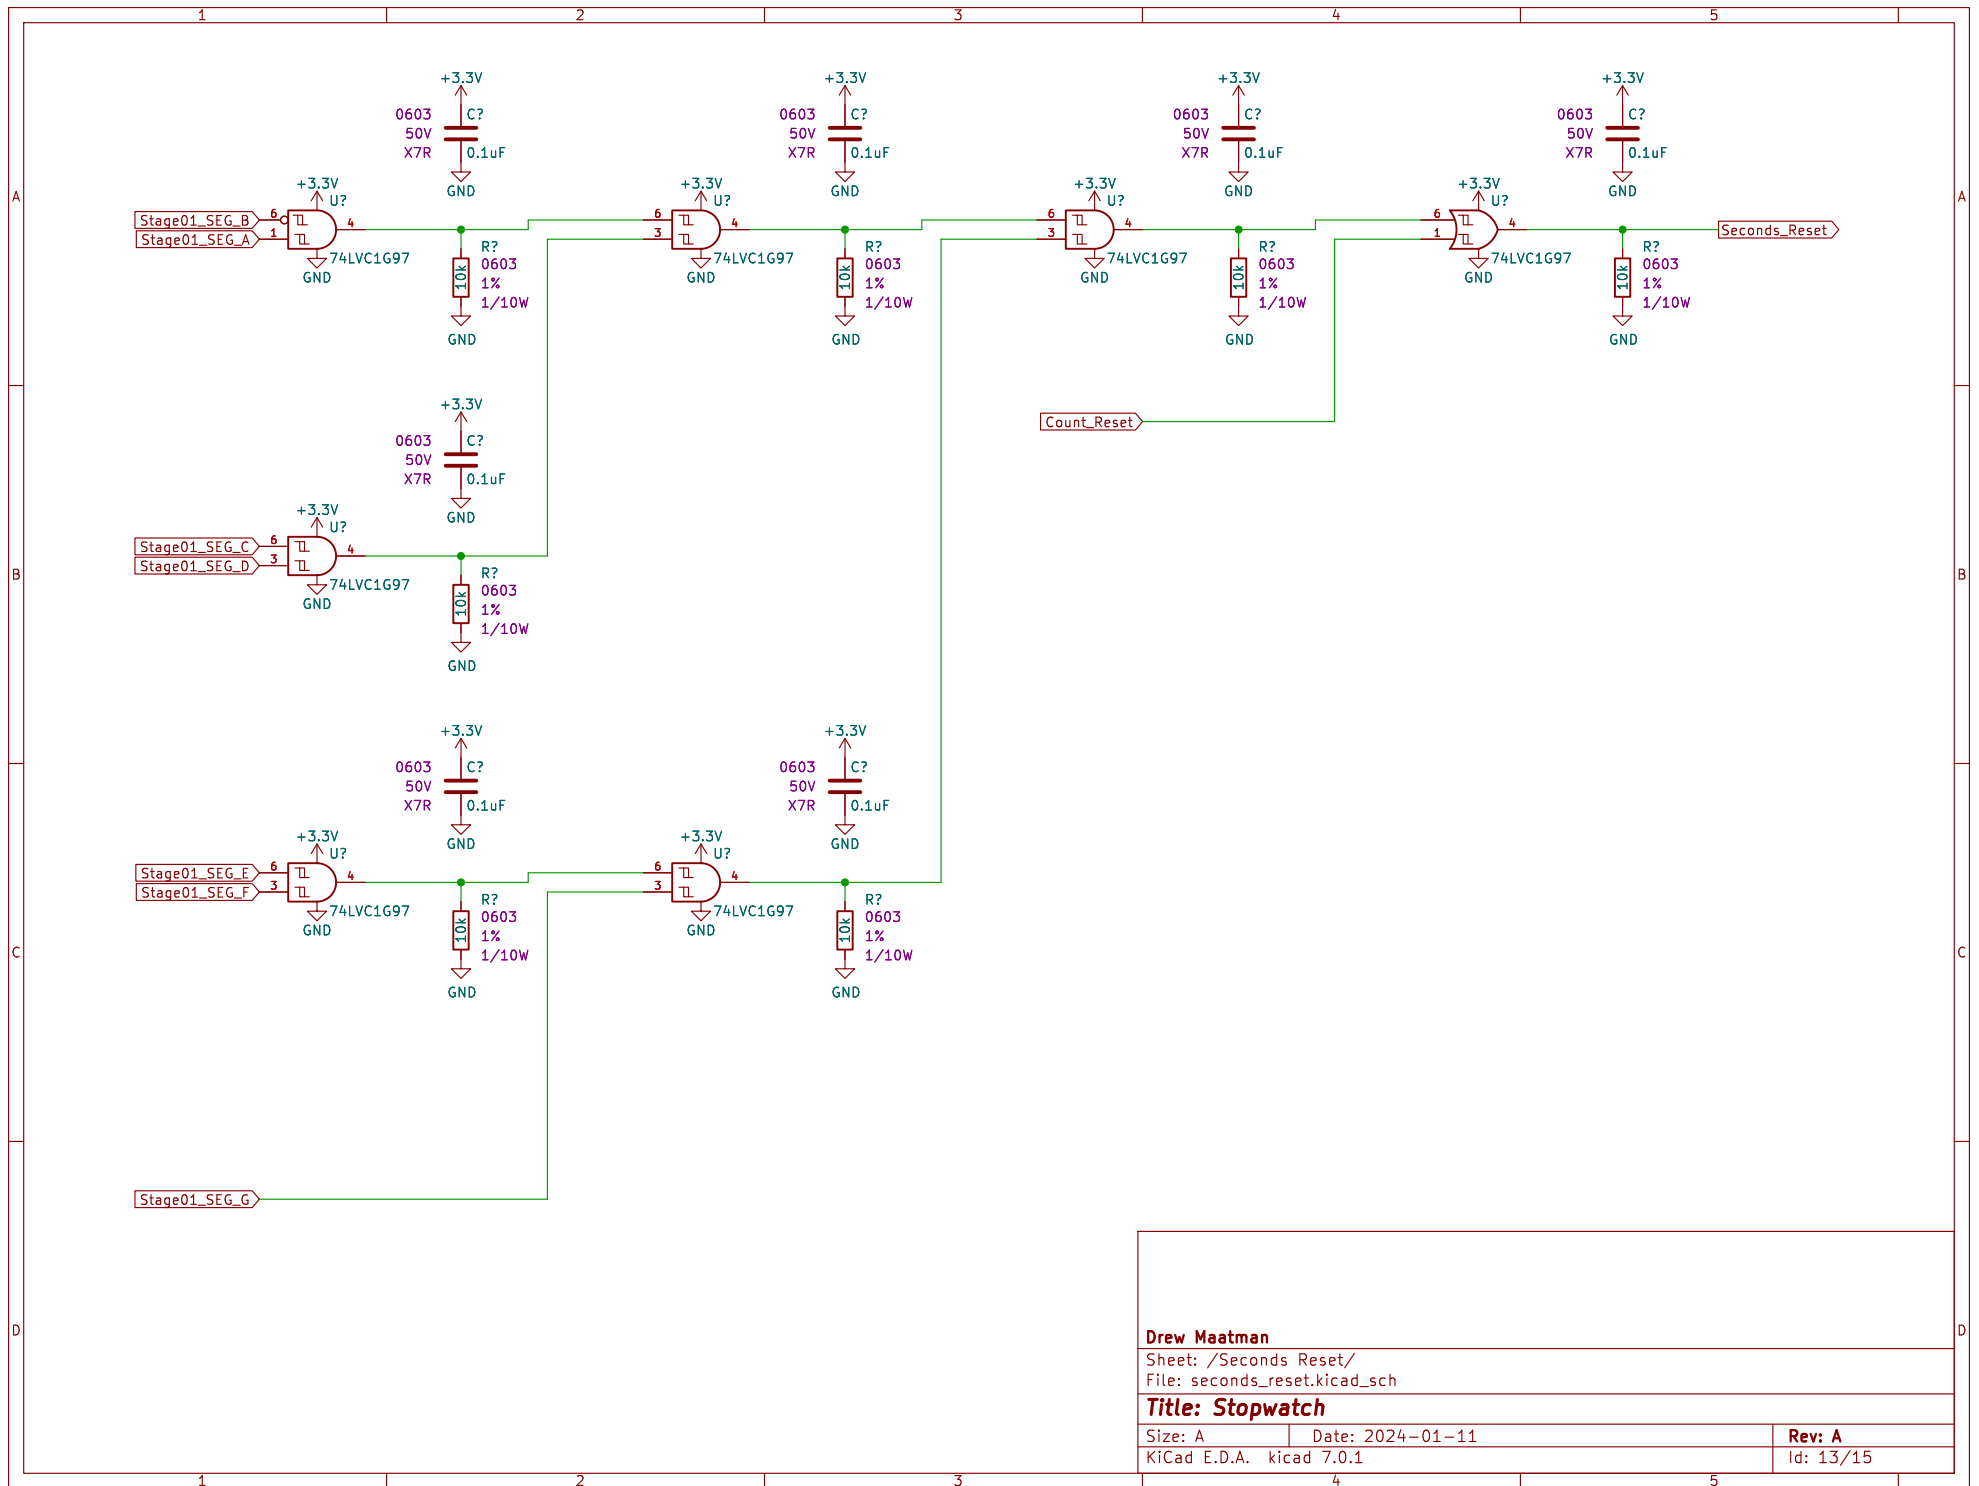 1 2 3 4 5
+3.3V +3.3V +3.3V +3.3V
0603 C? 0603 C? 0603 C? 0603 C?
50V 50V 50V 50V
X7R 0.1uF X7R 0.1uF X7R 0.1uF X7R 0.1uF
GND GND GND GND
+3.3V +3.3V +3.3V +3.3V
A U? U? U? U? A
Stage01_SEG_B 6 4 6 4 6 4 6 4 Seconds_Reset
Stage01_SEG_A 1 3 3 1
R? R? R? R?
74LVC1G97 0603 74LVC1G97 0603 74LVC1G97 0603 74LVC1G97 0603
GND 10k 1% GND 10k 1% GND 10k 1% GND 10k 1%
1/10W 1/10W 1/10W 1/10W
GND GND GND GND
+3.3V
Count_Reset
0603 C?
50V
X7R 0.1uF
GND
+3.3V
U?
Stage01_SEG_C 6 4
Stage01_SEG_D 3
B R? B
74LVC1G97 0603
GND 10k 1%
1/10W
GND
+3.3V +3.3V
0603 C? 0603 C?
50V 50V
X7R 0.1uF X7R 0.1uF
GND GND
+3.3V +3.3V
U? U?
Stage01_SEG_E 6 4 6 4
Stage01_SEG_F 3 3
R? R?
74LVC1G97 0603 74LVC1G97 0603
GND 10k 1% GND 10k 1%
C 1/10W 1/10W C
GND GND
Stage01_SEG_G
D Drew Maatman D
Sheet: /Seconds Reset/
File: seconds_reset.kicad_sch
Title: Stopwatch
Size: A Date: 2024-01-11 Rev: A
KiCad E.D.A. kicad 7.0.1 Id: 13/15
1 2 3 4 5